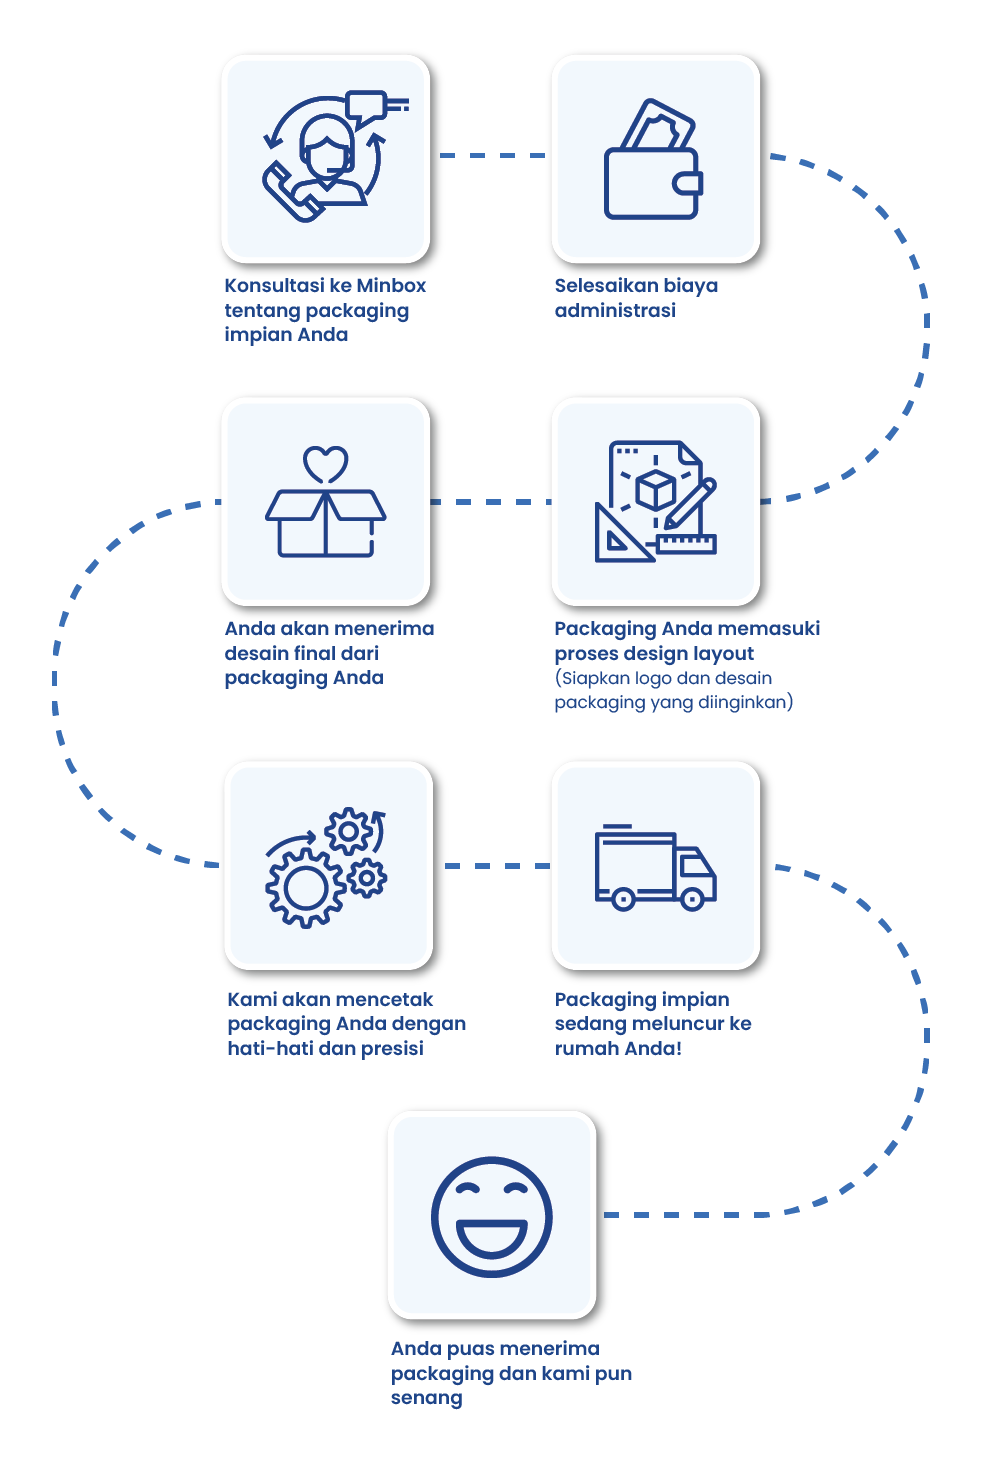 Konsultasi ke Minbox
tentang packaging
impian Anda
Selesaikan biaya
administrasi
Packaging Anda memasuki
proses design layout
(Siapkan logo dan desain
packaging yang diinginkan)
Anda akan menerima
desain final dari
packaging Anda
Kami akan mencetak
packaging Anda dengan
hati-hati dan presisi
Packaging impian
sedang meluncur ke
rumah Anda!
Anda puas menerima
packaging dan kami pun
senang